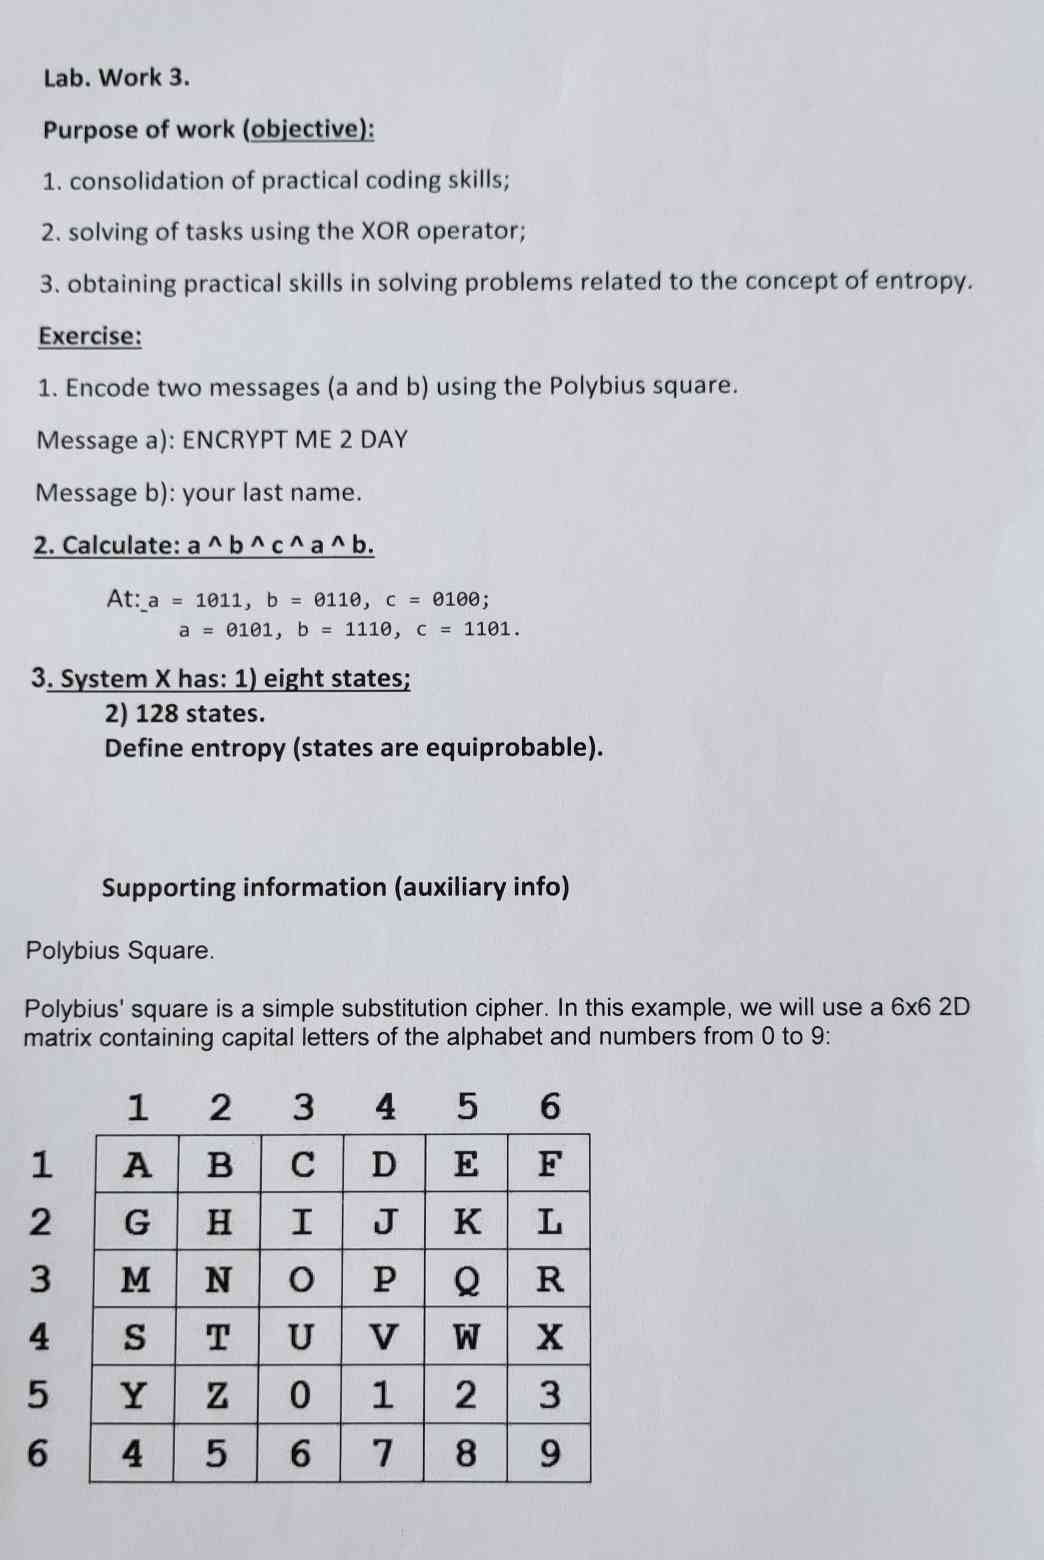 Lab. Work 3.
Purpose of work (objective):
1. consolidation of practical coding skills;
2. solving of tasks using the XOR operator;
3. obtaining practical skills in solving problems related to the concept of entropy.
Exercise:
1. Encode two messages (a and b) using the Polybius square.
Message a): ENCRYPT ME 2 DAY
Message b): your last name.
2. Calculate: a ^ b ^ c ^ a ^ b.
At: a = 1011, b = 0110, c = 0100;
a = 0101, b = 1110, c = 1101.
3. System X has: 1) eight states;
2) 128 states.
Define entropy (states are equiprobable).
Supporting information (auxiliary info)
Polybius Square.
Polybius' square is a simple substitution cipher. In this example, we will use a 6x6 2D
matrix containing capital letters of the alphabet and numbers from 0 to 9:
1 2 3 4 5 6
1 A B C D E F
2 G H I J K L
3 M N O P Q R
4 S T U V W X
5 Y Z 0 1 2 3
6 4 5 6 7 8 9